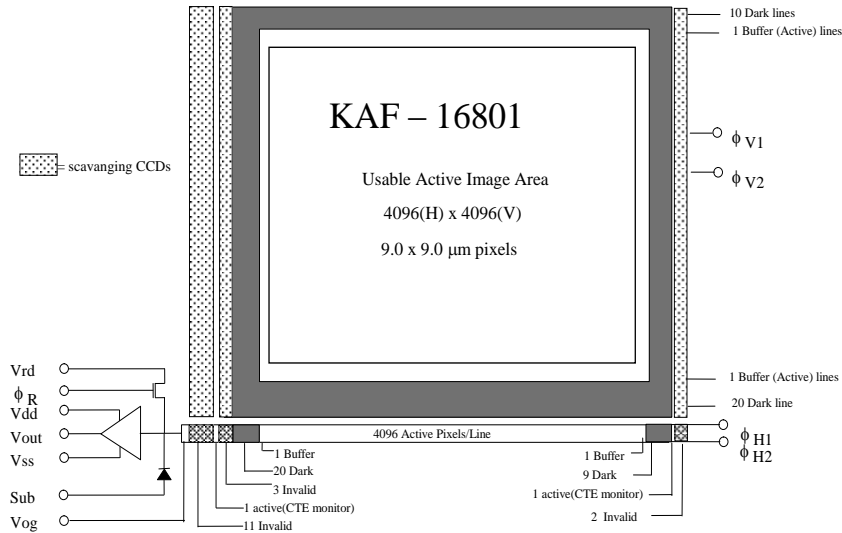 10 Dark lines
1 Buffer (Active) lines
KAF – 16801
ϕ V1
= scavanging CCDs
Usable Active Image Area
ϕ V2
4096(H) x 4096(V)
9.0 x 9.0 μm pixels
Vrd
ϕ R
Vdd
Vout
Vss
Sub
Vog
1 Buffer (Active) lines
20 Dark line
4096 Active Pixels/Line
ϕ H1
ϕ H2
1 Buffer
20 Dark
3 Invalid
1 active(CTE monitor)
11 Invalid
1 Buffer
9 Dark
1 active(CTE monitor)
2 Invalid